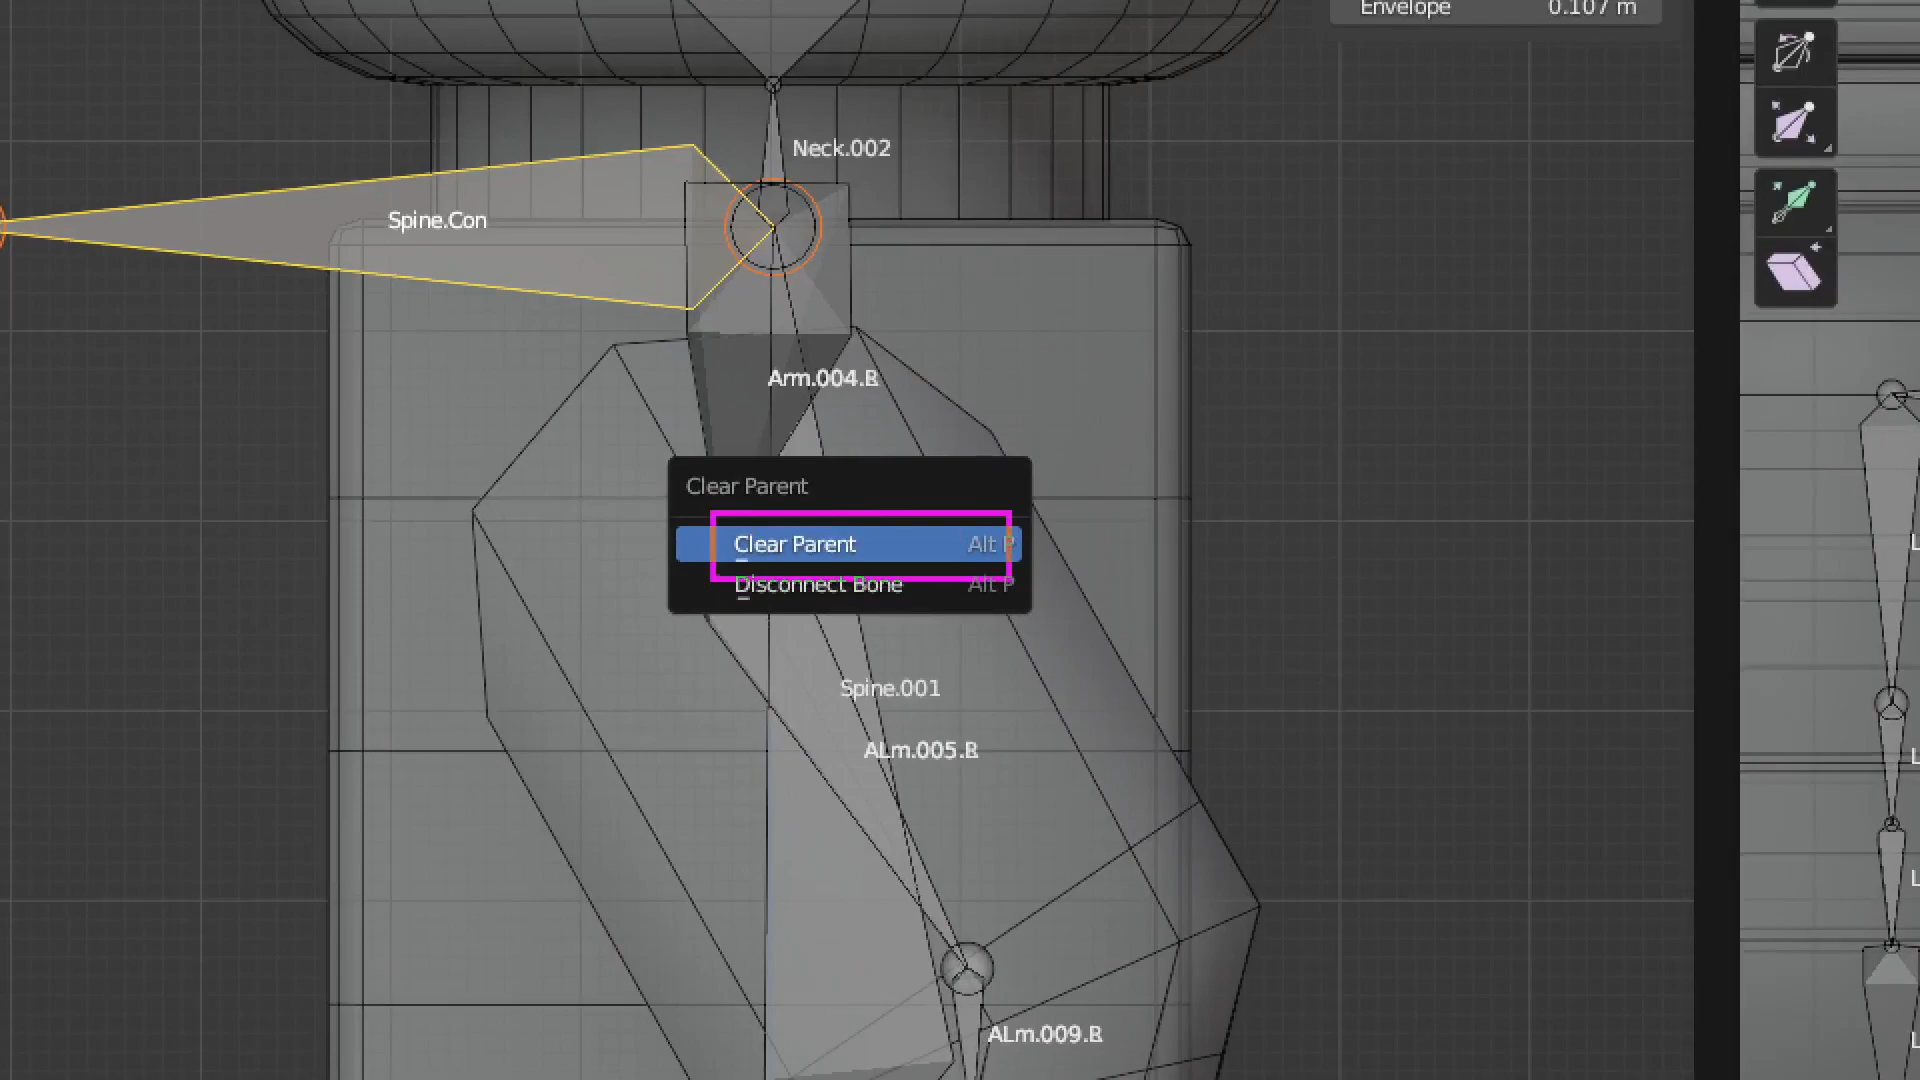 Envelope 0.107 m
Neck.002
Spine.Con
Arm.004.R
Clear Parent
Clear Parent Alt P
Disconnect Bone Alt P
Spine.001
ALm.005.R
ALm.009.R